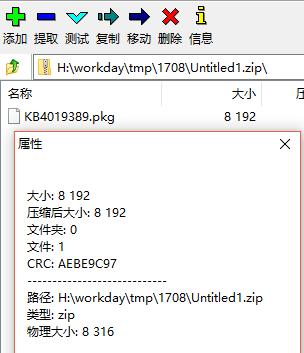 添加 提取 测试 复制 移动 删除 信息
H:\workday\tmp\1708\Untitled1.zip\
名称 大小 压
KB4019389.pkg 8 192
属性
大小: 8 192
压缩后大小: 8 192
文件夹: 0
文件: 1
CRC: AEBE9C97
----------------------------
路径: H:\workday\tmp\1708\Untitled1.zip
类型: zip
物理大小: 8 316